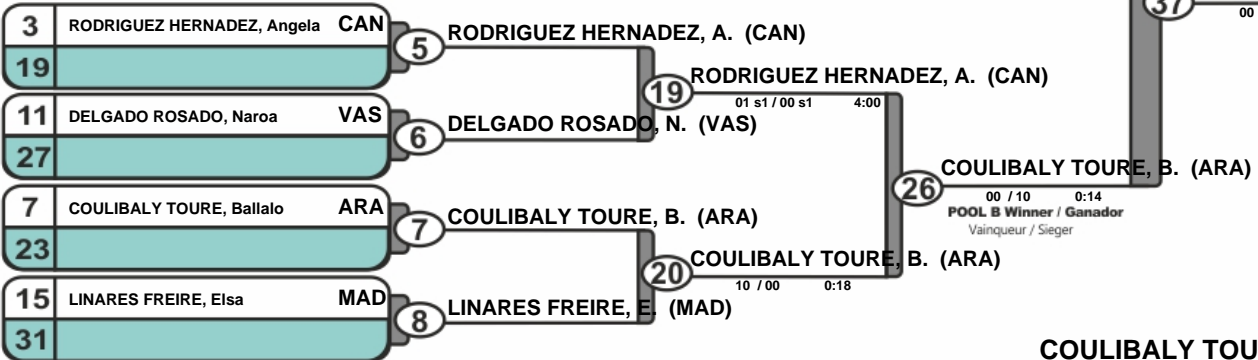 37
00
3 RODRIGUEZ HERNADEZ, Angela CAN
19
5
RODRIGUEZ HERNADEZ, A. (CAN)
11 DELGADO ROSADO, Naroa VAS
27
6
DELGADO ROSADO, N. (VAS)
19
RODRIGUEZ HERNADEZ, A. (CAN)
01 s1 / 00 s1 4:00
7 COULIBALY TOURE, Ballalo ARA
23
7
COULIBALY TOURE, B. (ARA)
15 LINARES FREIRE, Elsa MAD
31
8
LINARES FREIRE, E. (MAD)
20
COULIBALY TOURE, B. (ARA)
10 / 00 0:18
26
COULIBALY TOURE, B. (ARA)
00 / 10 0:14
POOL B Winner / Ganador
Vainqueur / Sieger
COULIBALY TOU